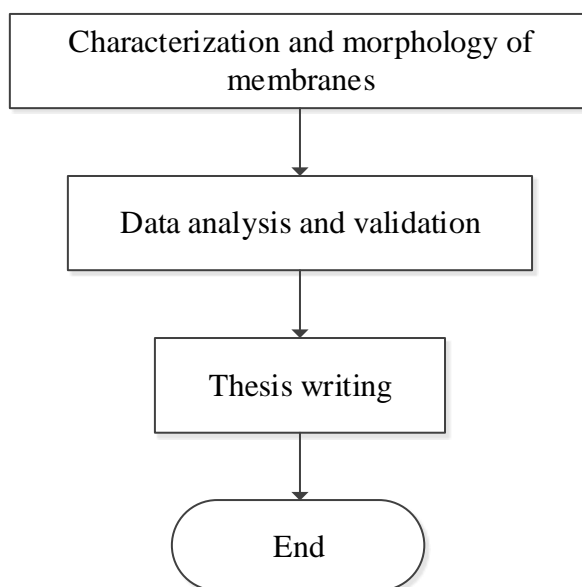 Characterization and morphology of
membranes
Data analysis and validation
Thesis writing
End